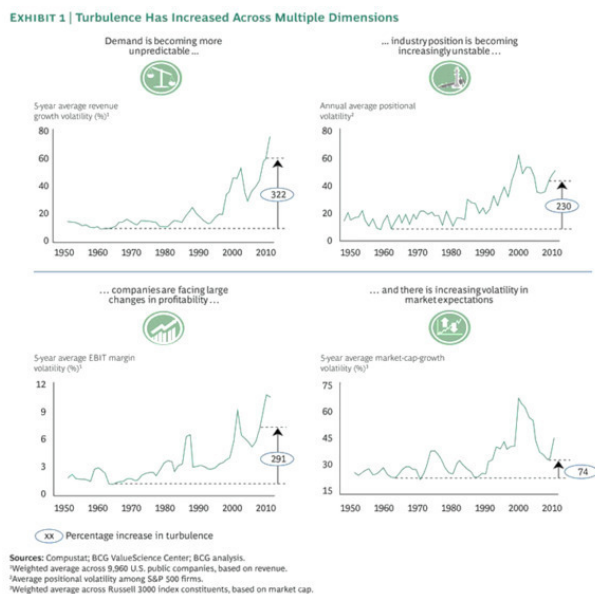 EXHIBIT 1 | Turbulence Has Increased Across Multiple Dimensions
Demand is becoming more
unpredictable ...
5-year average revenue
growth volatility (%)¹
80
60
40
20
0
322
1950 1960 1970 1980 1990 2000 2010
... industry position is becoming
increasingly unstable ...
Annual average positional
volatility²
80
60
40
20
0
230
1950 1960 1970 1980 1990 2000 2010
... companies are facing large
changes in profitability ...
5-year average EBIT margin
volatility (%)¹
12
9
6
3
0
291
1950 1960 1970 1980 1990 2000 2010
... and there is increasing volatility in
market expectations
5-year average market-cap-growth
volatility (%)³
75
60
45
30
15
74
1950 1960 1970 1980 1990 2000 2010
xx Percentage increase in turbulence
Sources: Compustat; BCG ValueScience Center; BCG analysis.
¹Weighted average across 9,960 U.S. public companies, based on revenue.
²Average positional volatility among S&P 500 firms.
³Weighted average across Russell 3000 index constituents, based on market cap.